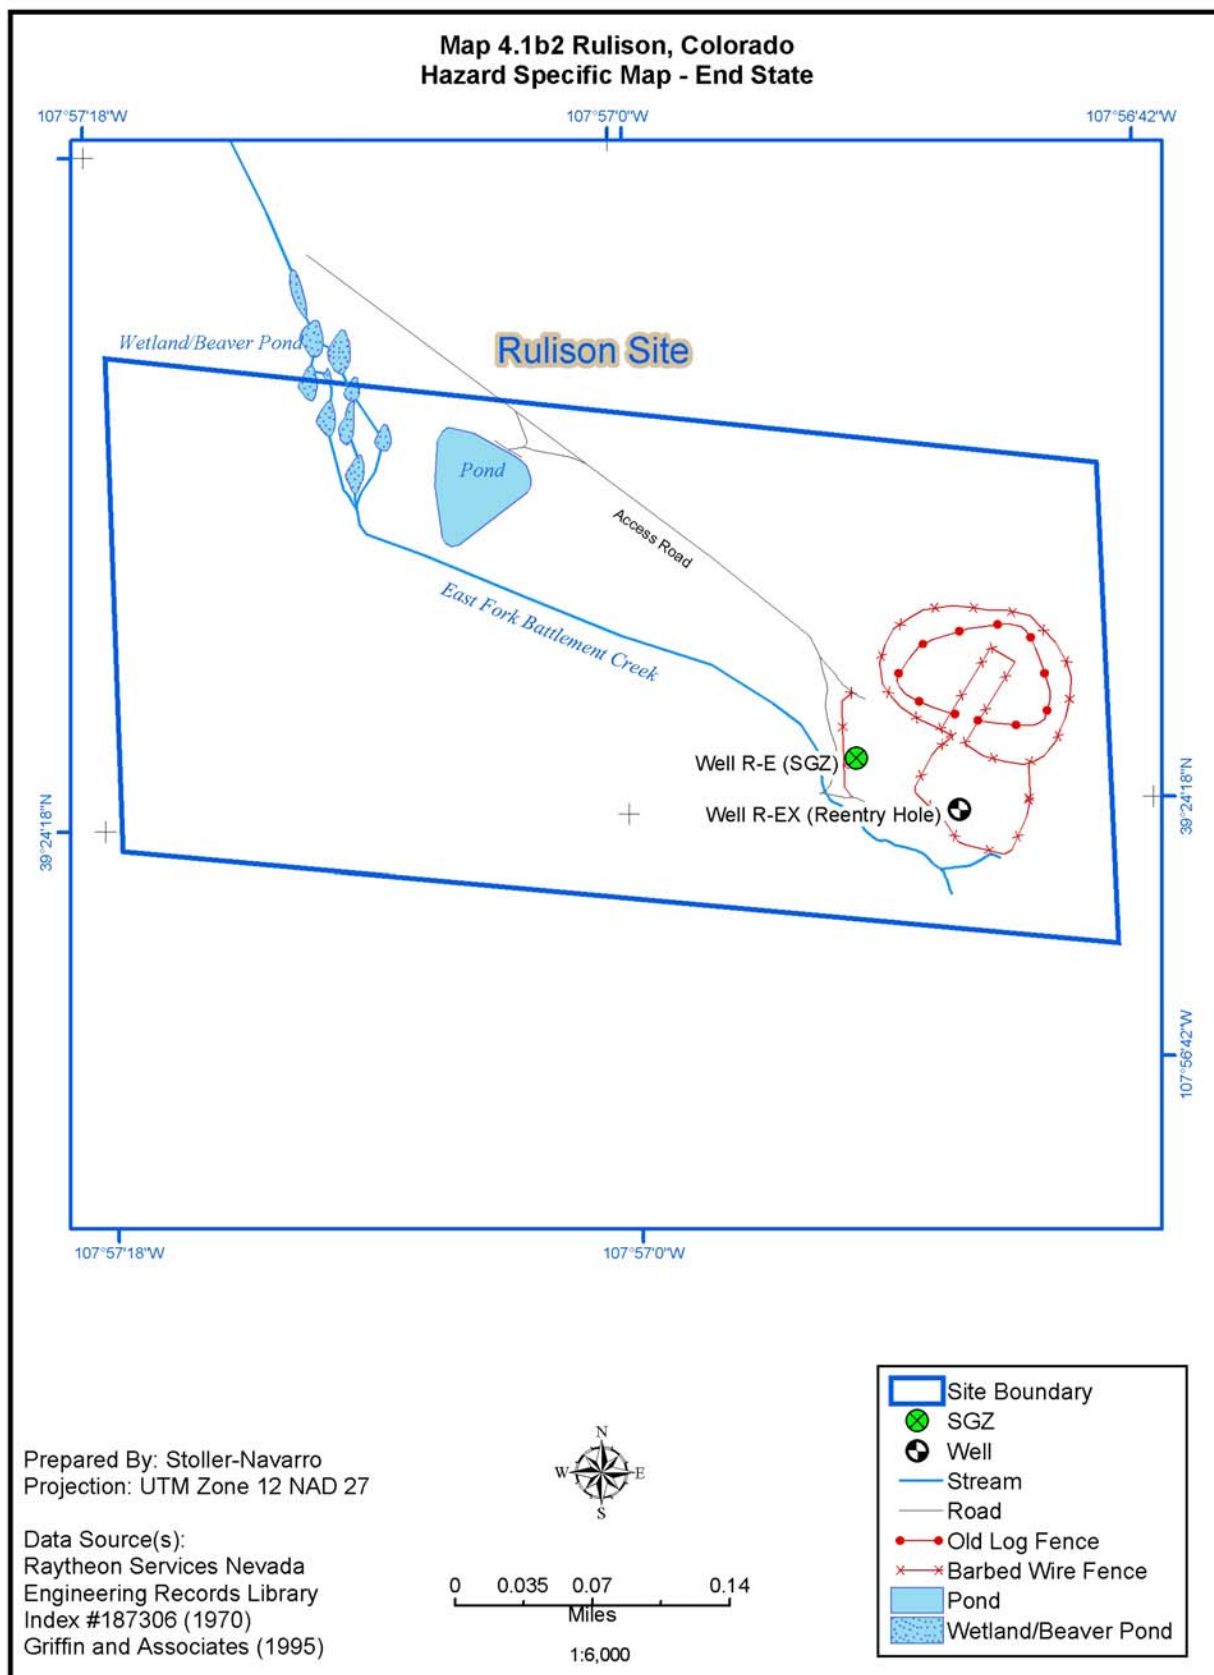 Map 4.1b2 Rulison, Colorado
Hazard Specific Map - End State
107°57'18"W
107°57'0"W
107°56'42"W
Wetland/Beaver Pond
Rulison Site
Pond
Access Road
East Fork Battlement Creek
Well R-E (SGZ)
Well R-EX (Reentry Hole)
39°24'18"N
39°24'18"N
107°56'42"W
107°57'18"W
107°57'0"W
Prepared By: Stoller-Navarro
Projection: UTM Zone 12 NAD 27
Data Source(s):
Raytheon Services Nevada
Engineering Records Library
Index #187306 (1970)
Griffin and Associates (1995)
N
W E
S
0 0.035 0.07 0.14
Miles
1:6,000
Site Boundary
SGZ
Well
Stream
Road
Old Log Fence
Barbed Wire Fence
Pond
Wetland/Beaver Pond